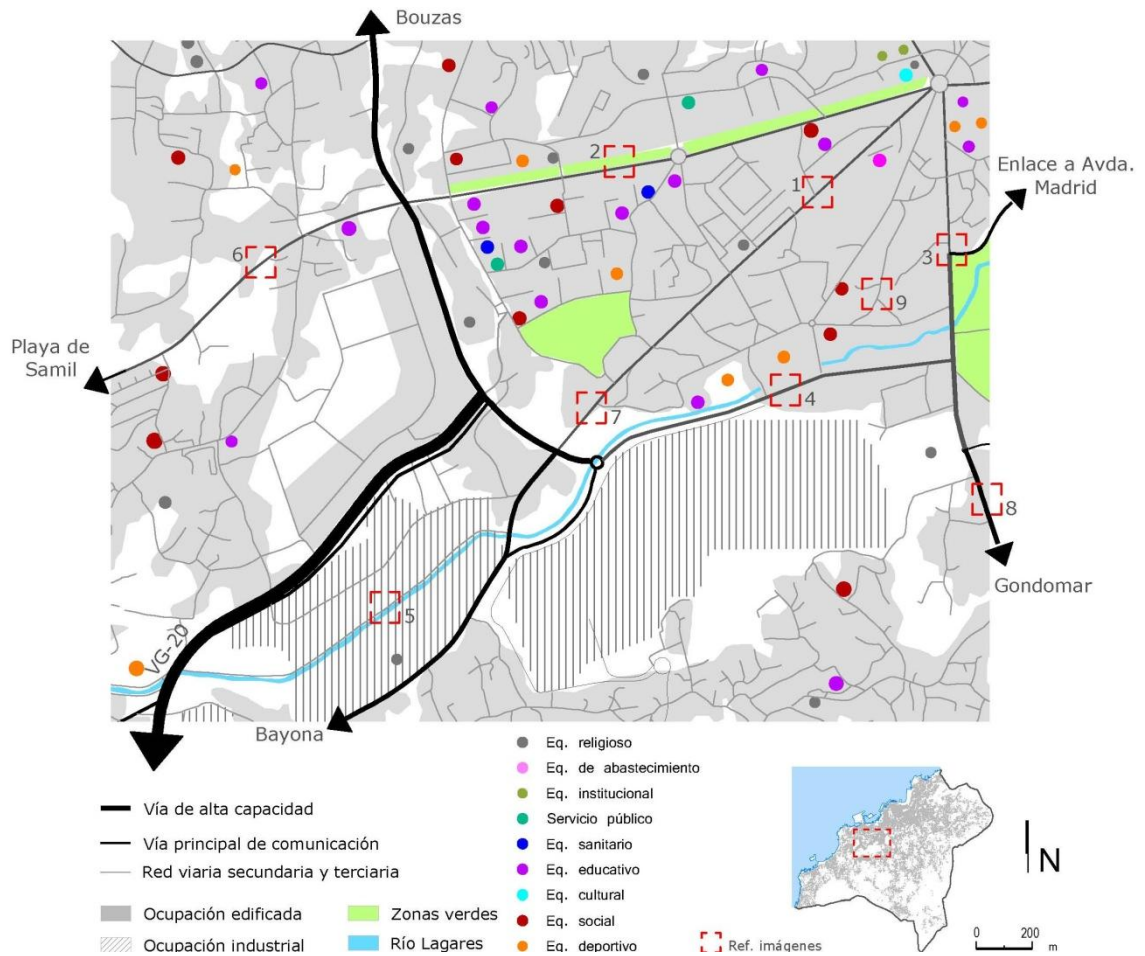 Bouzas
Enlace a Avda.
Madrid
2
1
3
6
9
Playa de
Samil
4
7
8
Gondomar
5
VG-20
Bayona
Eq. religioso
Eq. de abastecimiento
Eq. institucional
Servicio público
Eq. sanitario
Eq. educativo
Eq. cultural
Eq. social
Eq. deportivo
Vía de alta capacidad
Vía principal de comunicación
Red viaria secundaria y terciaria
Ocupación edificada
Ocupación industrial
Zonas verdes
Río Lagares
Ref. imágenes
N
0 200
m